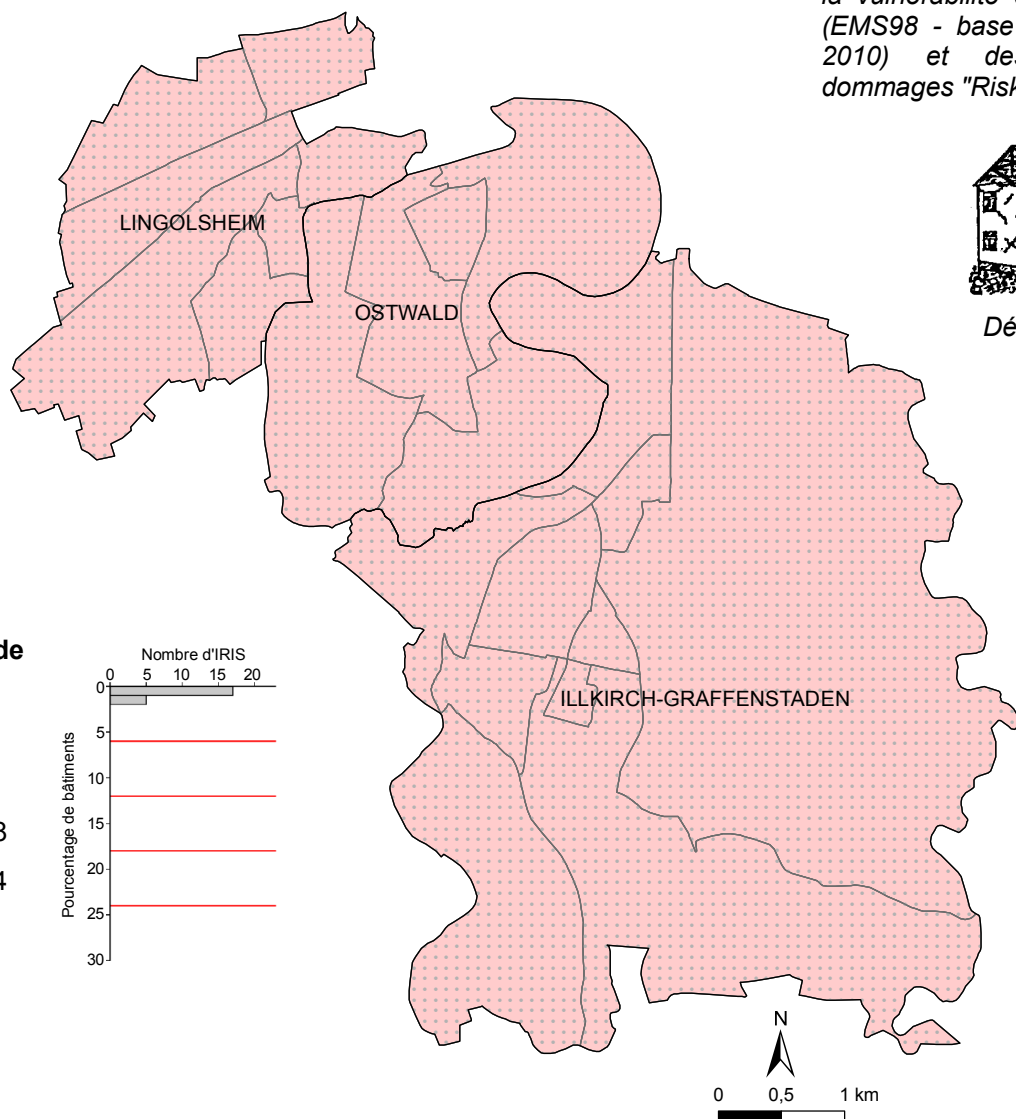 la vulnérabilité
(EMS98 - base
2010) et des
dommages "Risk
LINGOLSHEIM
OSTWALD
Dé
de
Nombre d'IRIS
0 5 10 15 20
Pourcentage de bâtiments
0
5
10
15
20
25
30
3
4
ILLKIRCH-GRAFFENSTADEN
N
0 0,5 1 km